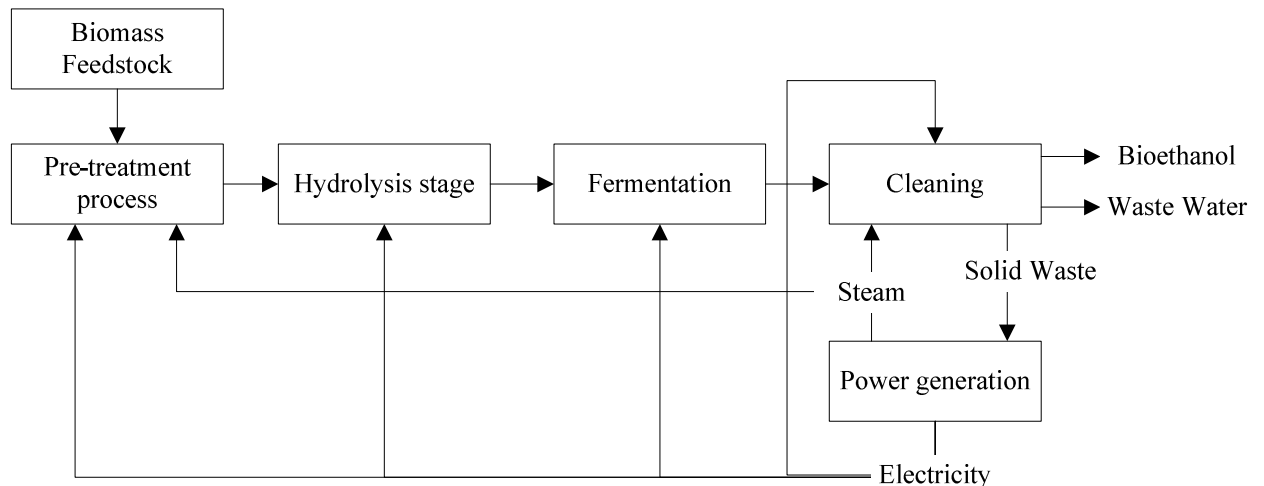 Biomass
Feedstock
Pre-treatment
process
Hydrolysis stage
Fermentation
Cleaning
Bioethanol
Waste Water
Solid Waste
Steam
Power generation
Electricity